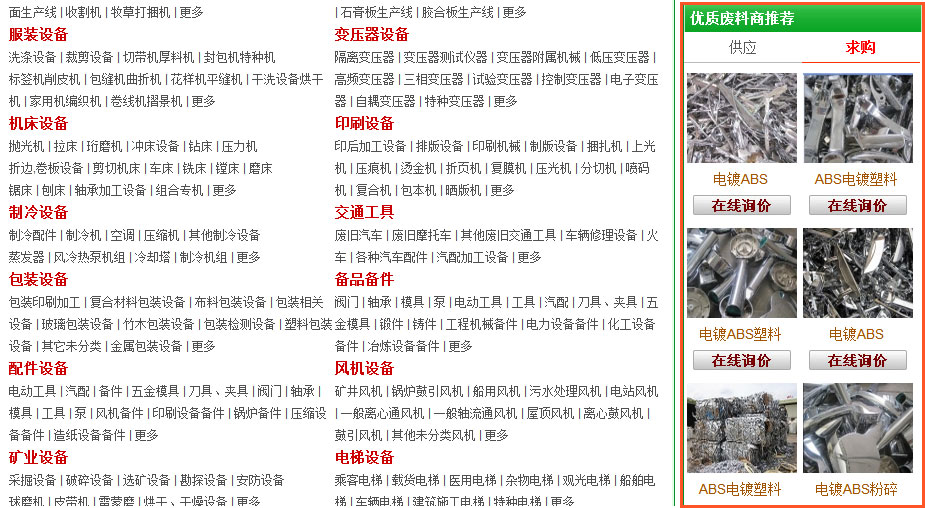 面生产线 | 收割机 | 牧草打捆机 | 更多
服装设备
洗涤设备 | 裁剪设备 | 切带机厚料机 | 封包机特种机
标签机削皮机 | 包缝机曲折机 | 花样机平缝机 | 干洗设备烘干
机 | 家用机编织机 | 卷线机摺景机 | 更多
机床设备
抛光机 | 拉床 | 珩磨机 | 冲床设备 | 钻床 | 压力机
折边,卷板设备 | 剪切机床 | 车床 | 铣床 | 镗床 | 磨床
锯床 | 刨床 | 轴承加工设备 | 组合专机 | 更多
制冷设备
制冷配件 | 制冷机 | 空调 | 压缩机 | 其他制冷设备
蒸发器 | 风冷热泵机组 | 冷却塔 | 制冷机组 | 更多
包装设备
包装印刷加工 | 复合材料包装设备 | 布料包装设备 | 包装相关
设备 | 玻璃包装设备 | 竹木包装设备 | 包装检测设备 | 塑料包装
设备 | 其它未分类 | 金属包装设备 | 更多
配件设备
电动工具 | 汽配 | 备件 | 五金模具 | 刀具、夹具 | 阀门 | 轴承 |
模具 | 工具 | 泵 | 风机备件 | 印刷设备备件 | 锅炉备件 | 压缩设
备备件 | 造纸设备备件 | 更多
矿业设备
采掘设备 | 破碎设备 | 选矿设备 | 勘探设备 | 安防设备
球磨机 | 皮带机 | 雷蒙磨 | 烘干、干燥设备 | 更多
| 石膏板生产线 | 胶合板生产线 | 更多
变压器设备
隔离变压器 | 变压器测试仪器 | 变压器附属机械 | 低压变压器 |
高频变压器 | 三相变压器 | 试验变压器 | 控制变压器 | 电子变压
器 | 自耦变压器 | 特种变压器 | 更多
印刷设备
印后加工设备 | 排版设备 | 印刷机械 | 制版设备 | 捆扎机 | 上光
机 | 压痕机 | 烫金机 | 折页机 | 复膜机 | 压光机 | 分切机 | 喷码
机 | 复合机 | 包本机 | 晒版机 | 更多
交通工具
废旧汽车 | 废旧摩托车 | 其他废旧交通工具 | 车辆修理设备 | 火
车 | 各种汽车配件 | 汽配加工设备 | 更多
备品备件
阀门 | 轴承 | 模具 | 泵 | 电动工具 | 工具 | 汽配 | 刀具、夹具 | 五
金模具 | 锻件 | 铸件 | 工程机械备件 | 电力设备备件 | 化工设备
备件 | 冶炼设备备件 | 更多
风机设备
矿井风机 | 锅炉鼓引风机 | 船用风机 | 污水处理风机 | 电站风机
| 一般离心通风机 | 一般轴流通风机 | 屋顶风机 | 离心鼓风机 |
鼓引风机 | 其他未分类风机 | 更多
电梯设备
乘客电梯 | 载货电梯 | 医用电梯 | 杂物电梯 | 观光电梯 | 船舶电
梯 | 车辆电梯 | 建筑施工电梯 | 特种电梯 | 更多
优质废料商推荐
供应 求购
电镀ABS ABS电镀塑料
在线询价 在线询价
电镀ABS塑料 电镀ABS
在线询价 在线询价
ABS电镀塑料 电镀ABS粉碎